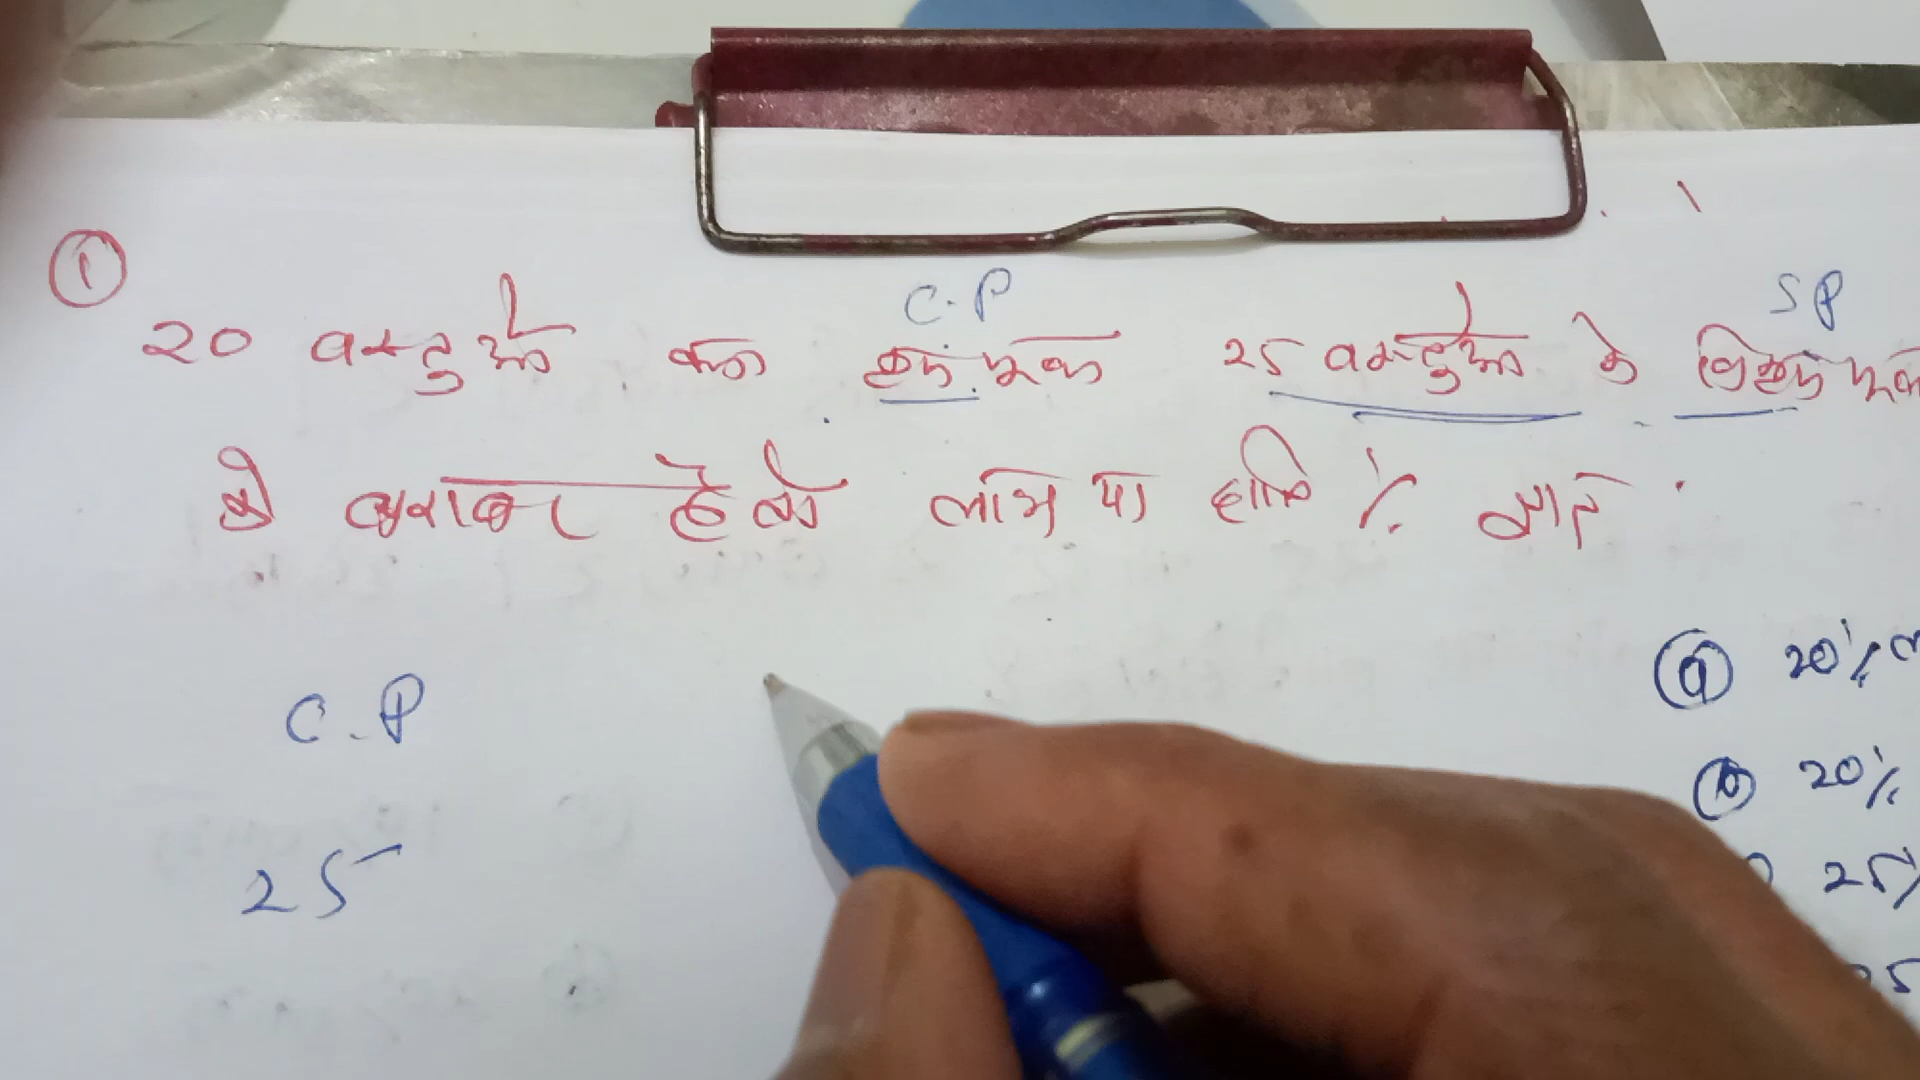 ①
C.P SP
20 वस्तुओं का क्रय मूल्य 25 वस्तुओं के विक्रय मूल्य
के बराबर है तो लाभ या हानि % ज्ञात
C.P
25
ⓐ 20%
ⓑ 20%
25%